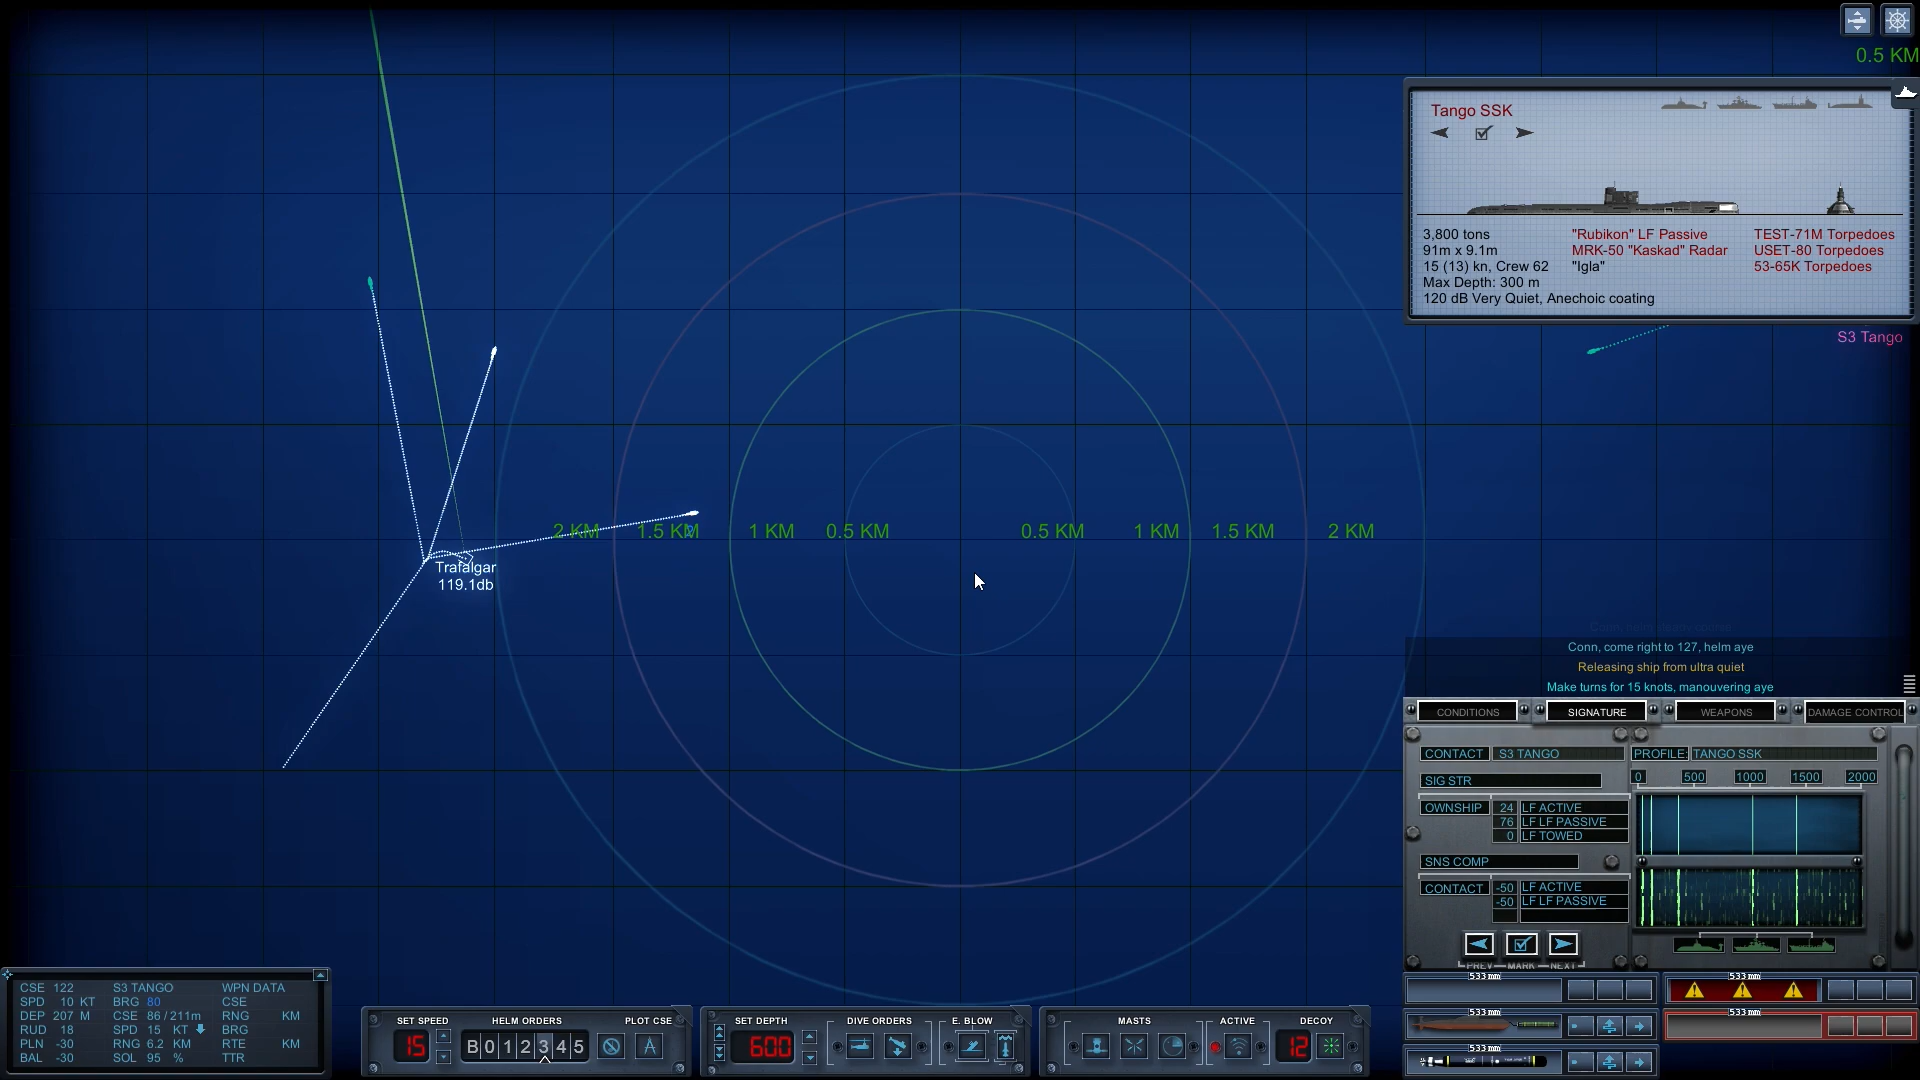 0.5 KM
Tango SSK
3,800 tons
91m x 9.1m
15 (13) kn, Crew 62
Max Depth: 300 m
120 dB Very Quiet, Anechoic coating
"Rubikon" LF Passive
MRK-50 "Kaskad" Radar
"Igla"
TEST-71M Torpedoes
USET-80 Torpedoes
53-65K Torpedoes
S3 Tango
2 KM 1.5 KM 1 KM 0.5 KM 0.5 KM 1 KM 1.5 KM 2 KM
Trafalgar
119.1db
Conn, come right to 127, helm aye
Releasing ship from ultra quiet
Make turns for 15 knots, manouvering aye
CONDITIONS SIGNATURE WEAPONS DAMAGE CONTROL
CONTACT S3 TANGO PROFILE: TANGO SSK
0 500 1000 1500 2000
SIG STR
OWNSHIP 24 LF ACTIVE
76 LF LF PASSIVE
0 LF TOWED
SNS COMP
CONTACT -50 LF ACTIVE
-50 LF LF PASSIVE
PREV MARK NEXT
533 mm 533 mm
533 mm 533 mm
533 mm
CSE 122 S3 TANGO WPN DATA
SPD 10 KT BRG 80 CSE
DEP 207 M CSE 86 / 211m RNG KM
RUD 18 SPD 15 KT BRG
PLN -30 RNG 6.2 KM RTE KM
BAL -30 SOL 95 % TTR
SET SPEED HELM ORDERS PLOT CSE
15 B 0 1 2 3 4 5
SET DEPTH DIVE ORDERS E. BLOW
600
MASTS ACTIVE DECOY
12